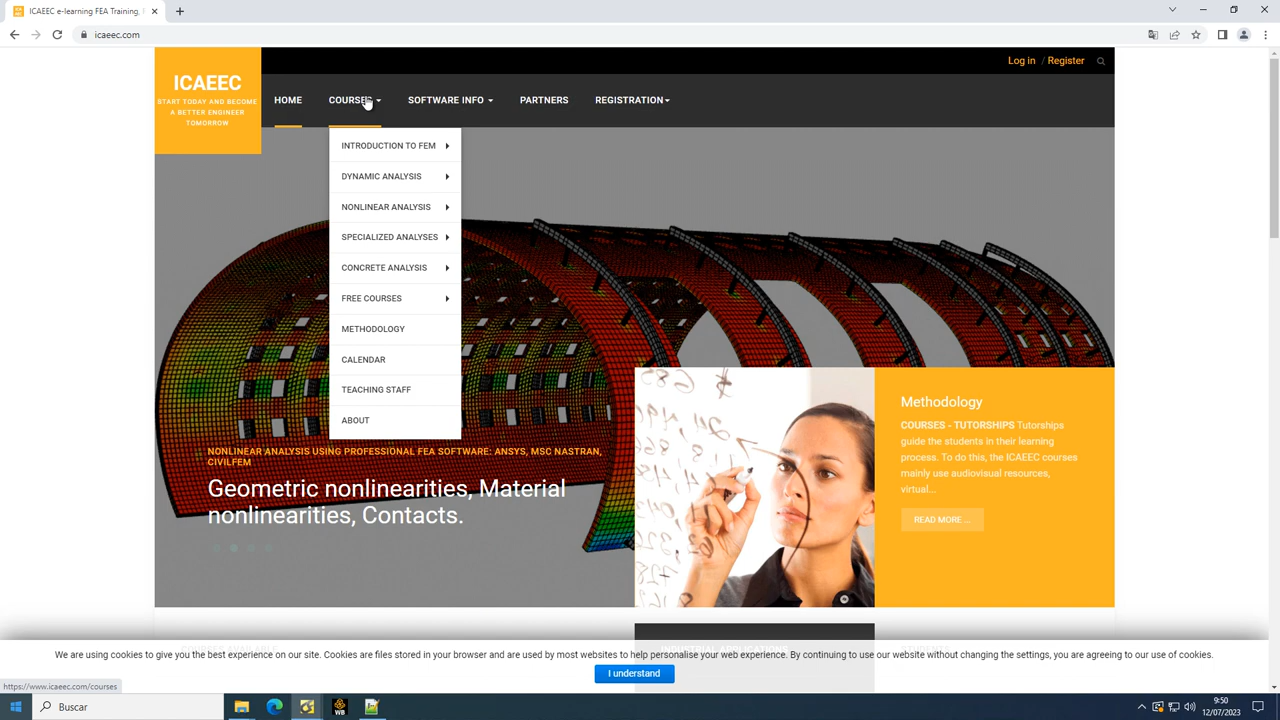 ICAEEC e-learning FEA Training,
icaeec.com
Log in / Register
ICAEEC
START TODAY AND BECOME
A BETTER ENGINEER
TOMORROW
HOME
COURSES
SOFTWARE INFO
PARTNERS
REGISTRATION
INTRODUCTION TO FEM
DYNAMIC ANALYSIS
NONLINEAR ANALYSIS
SPECIALIZED ANALYSES
CONCRETE ANALYSIS
FREE COURSES
METHODOLOGY
CALENDAR
TEACHING STAFF
ABOUT
NONLINEAR ANALYSIS USING PROFESSIONAL FEA SOFTWARE: ANSYS, MSC NASTRAN,
CIVILFEM
Geometric nonlinearities, Material
nonlinearities, Contacts.
Methodology
COURSES - TUTORSHIPS Tutorships
guide the students in their learning
process. To do this, the ICAEEC courses
mainly use audiovisual resources,
virtual...
READ MORE ...
We are using cookies to give you the best experience on our site. Cookies are files stored in your browser and are used by most websites to help personalise your web experience. By continuing to use our website without changing the settings, you are agreeing to our use of cookies.
I understand
https://www.icaeec.com/courses
Buscar
WB
9:50
12/07/2023